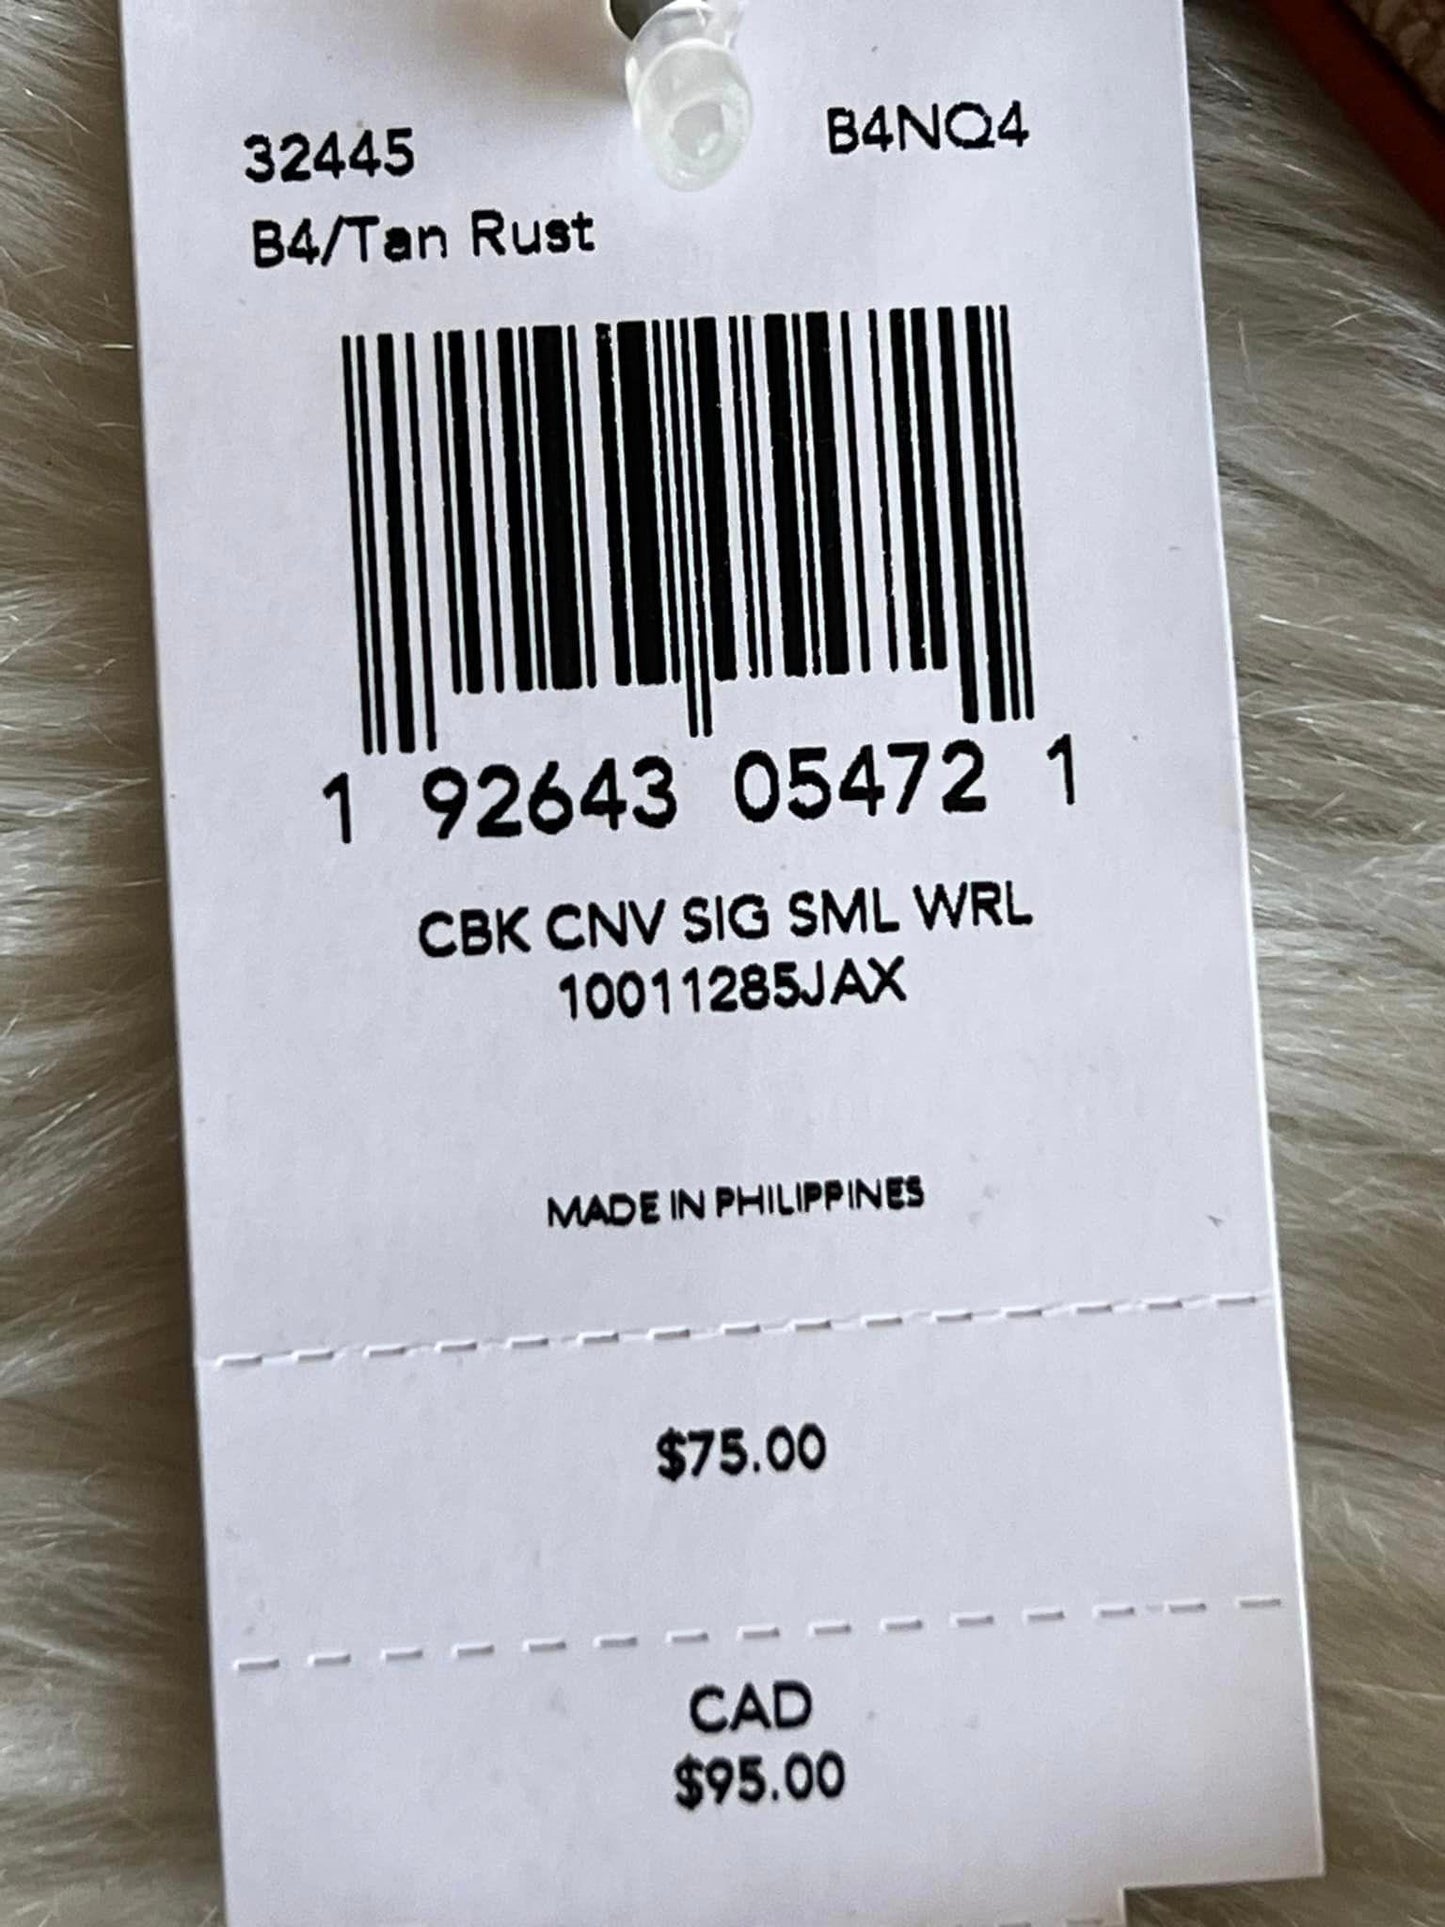 32445 B4NQ4
B4/Tan Rust
1 92643 05472 1
CBK CNV SIG SML WRL
10011285JAX
MADE IN PHILIPPINES
$75.00
CAD
$95.00